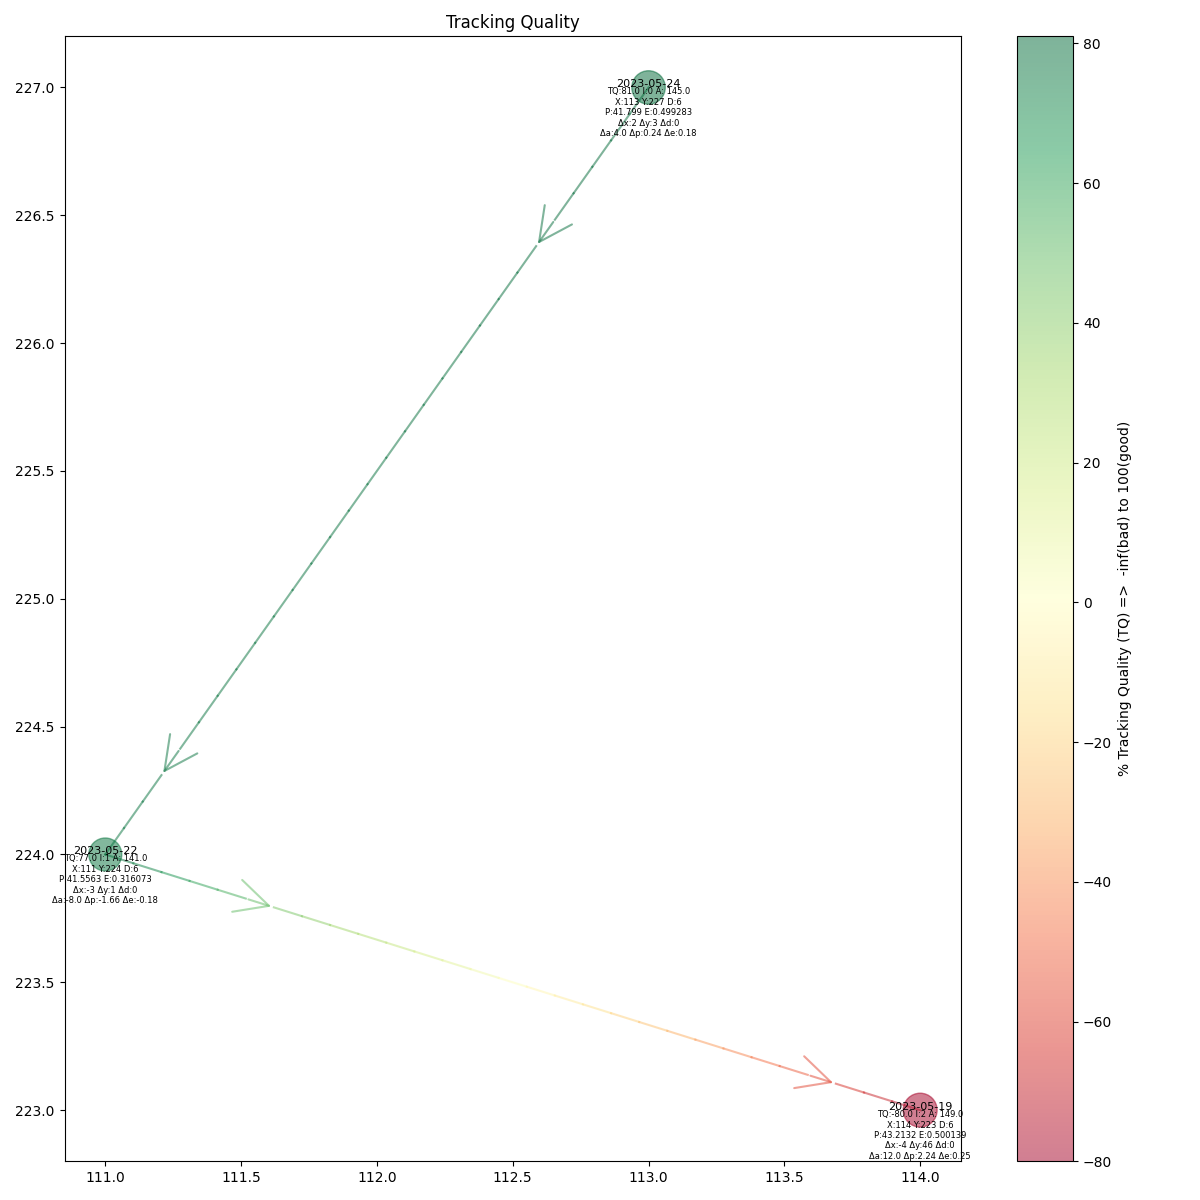 Tracking Quality
2023-05-24
TQ:81.0 I:0 A: 145.0
X:113 Y:227 D:6
P:41.799 E:0.499283
Δx:2 Δy:3 Δd:0
Δa:4.0 Δp:0.24 Δe:0.18
2023-05-22
TQ:77.0 I:1 A: 141.0
X:111 Y:224 D:6
P:41.5563 E:0.316073
Δx:-3 Δy:1 Δd:0
Δa:-8.0 Δp:-1.66 Δe:-0.18
2023-05-19
TQ:-80.0 I:2 A: 149.0
X:114 Y:223 D:6
P:43.2132 E:0.500139
Δx:-4 Δy:46 Δd:0
Δa:12.0 Δp:2.24 Δe:0.25
227.0
226.5
226.0
225.5
225.0
224.5
224.0
223.5
223.0
111.0
111.5
112.0
112.5
113.0
113.5
114.0
80
60
40
20
0
−20
−40
−60
−80
% Tracking Quality (TQ) => -inf(bad) to 100(good)